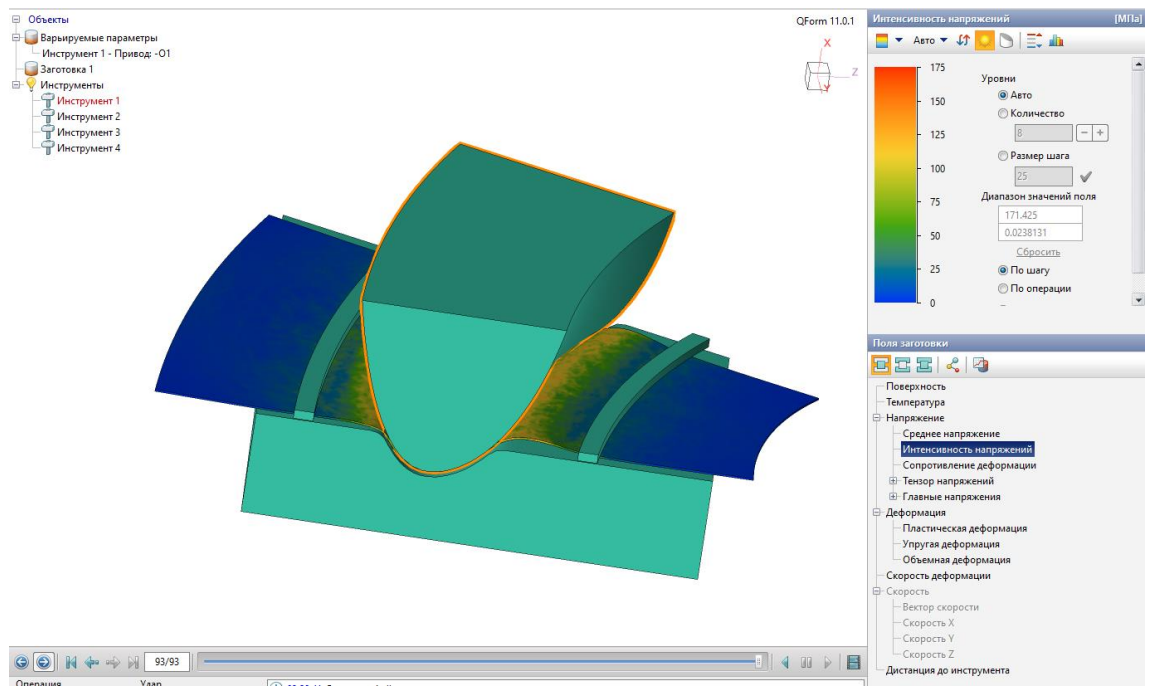 Объекты
Варьируемые параметры
Инструмент 1 - Привод: -O1
Заготовка 1
Инструменты
Инструмент 1
Инструмент 2
Инструмент 3
Инструмент 4
QForm 11.0.1
X
Z
Y
Интенсивность напряжений [МПа]
Авто
175
150
125
100
75
50
25
0
Уровни
Авто
Количество
8
Размер шага
25
Диапазон значений поля
171.425
0.0238131
Сбросить
По шагу
По операции
Поля заготовки
Поверхность
Температура
Напряжение
Среднее напряжение
Интенсивность напряжений
Сопротивление деформации
Тензор напряжений
Главные напряжения
Деформация
Пластическая деформация
Упругая деформация
Объемная деформация
Скорость деформации
Скорость
Вектор скорости
Скорость X
Скорость Y
Скорость Z
Дистанция до инструмента
93/93
Операция Удар